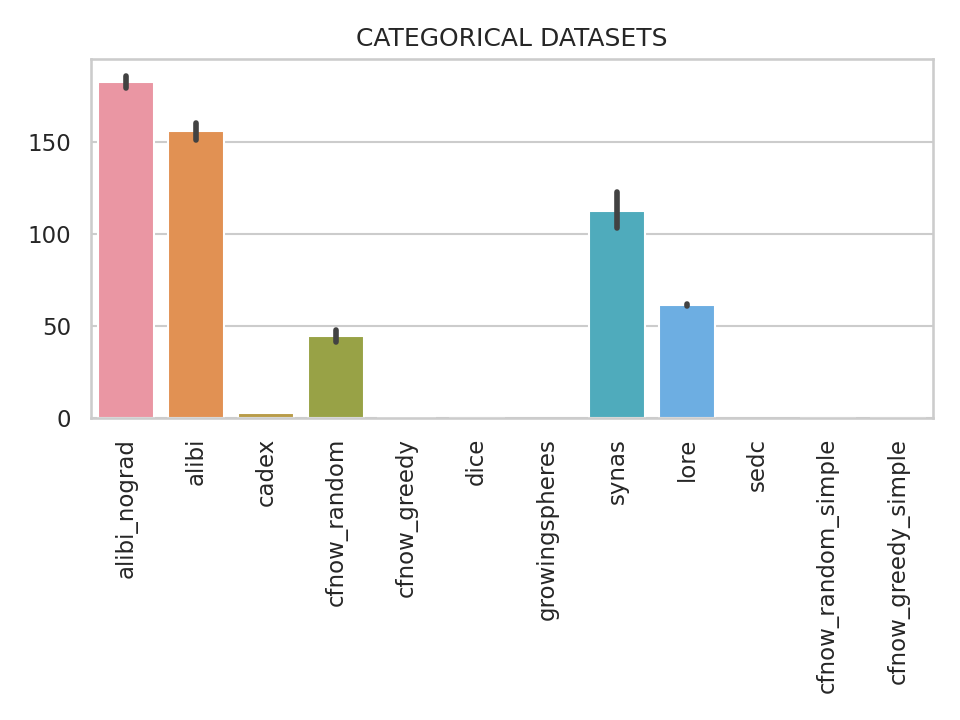 CATEGORICAL DATASETS
150
100
50
0
alibi_nograd
alibi
cadex
cfnow_random
cfnow_greedy
dice
growingspheres
synas
lore
sedc
cfnow_random_simple
cfnow_greedy_simple